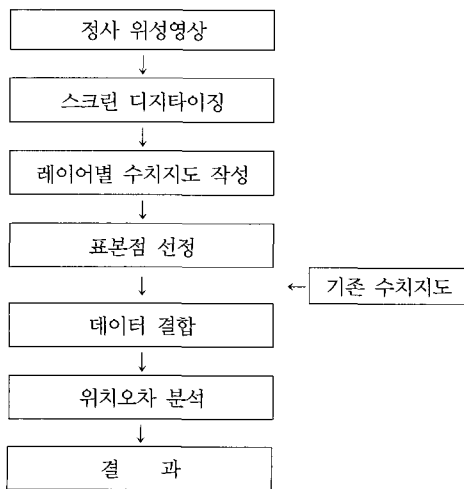 정사 위성영상
스크린 디지타이징
레이어별 수치지도 작성
표본점 선정
기존 수치지도
데이터 결합
위치오차 분석
결 과